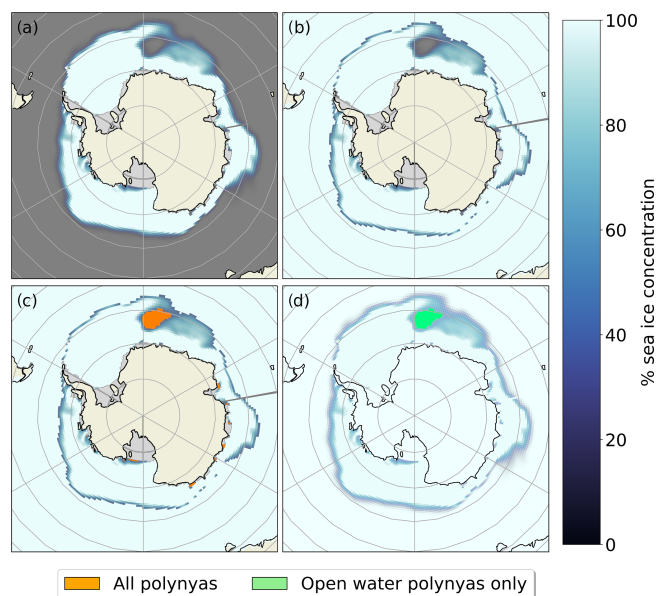 (a)
(b)
(c)
(d)
100
80
60
40
20
0
% sea ice concentration
All polynyas
Open water polynyas only